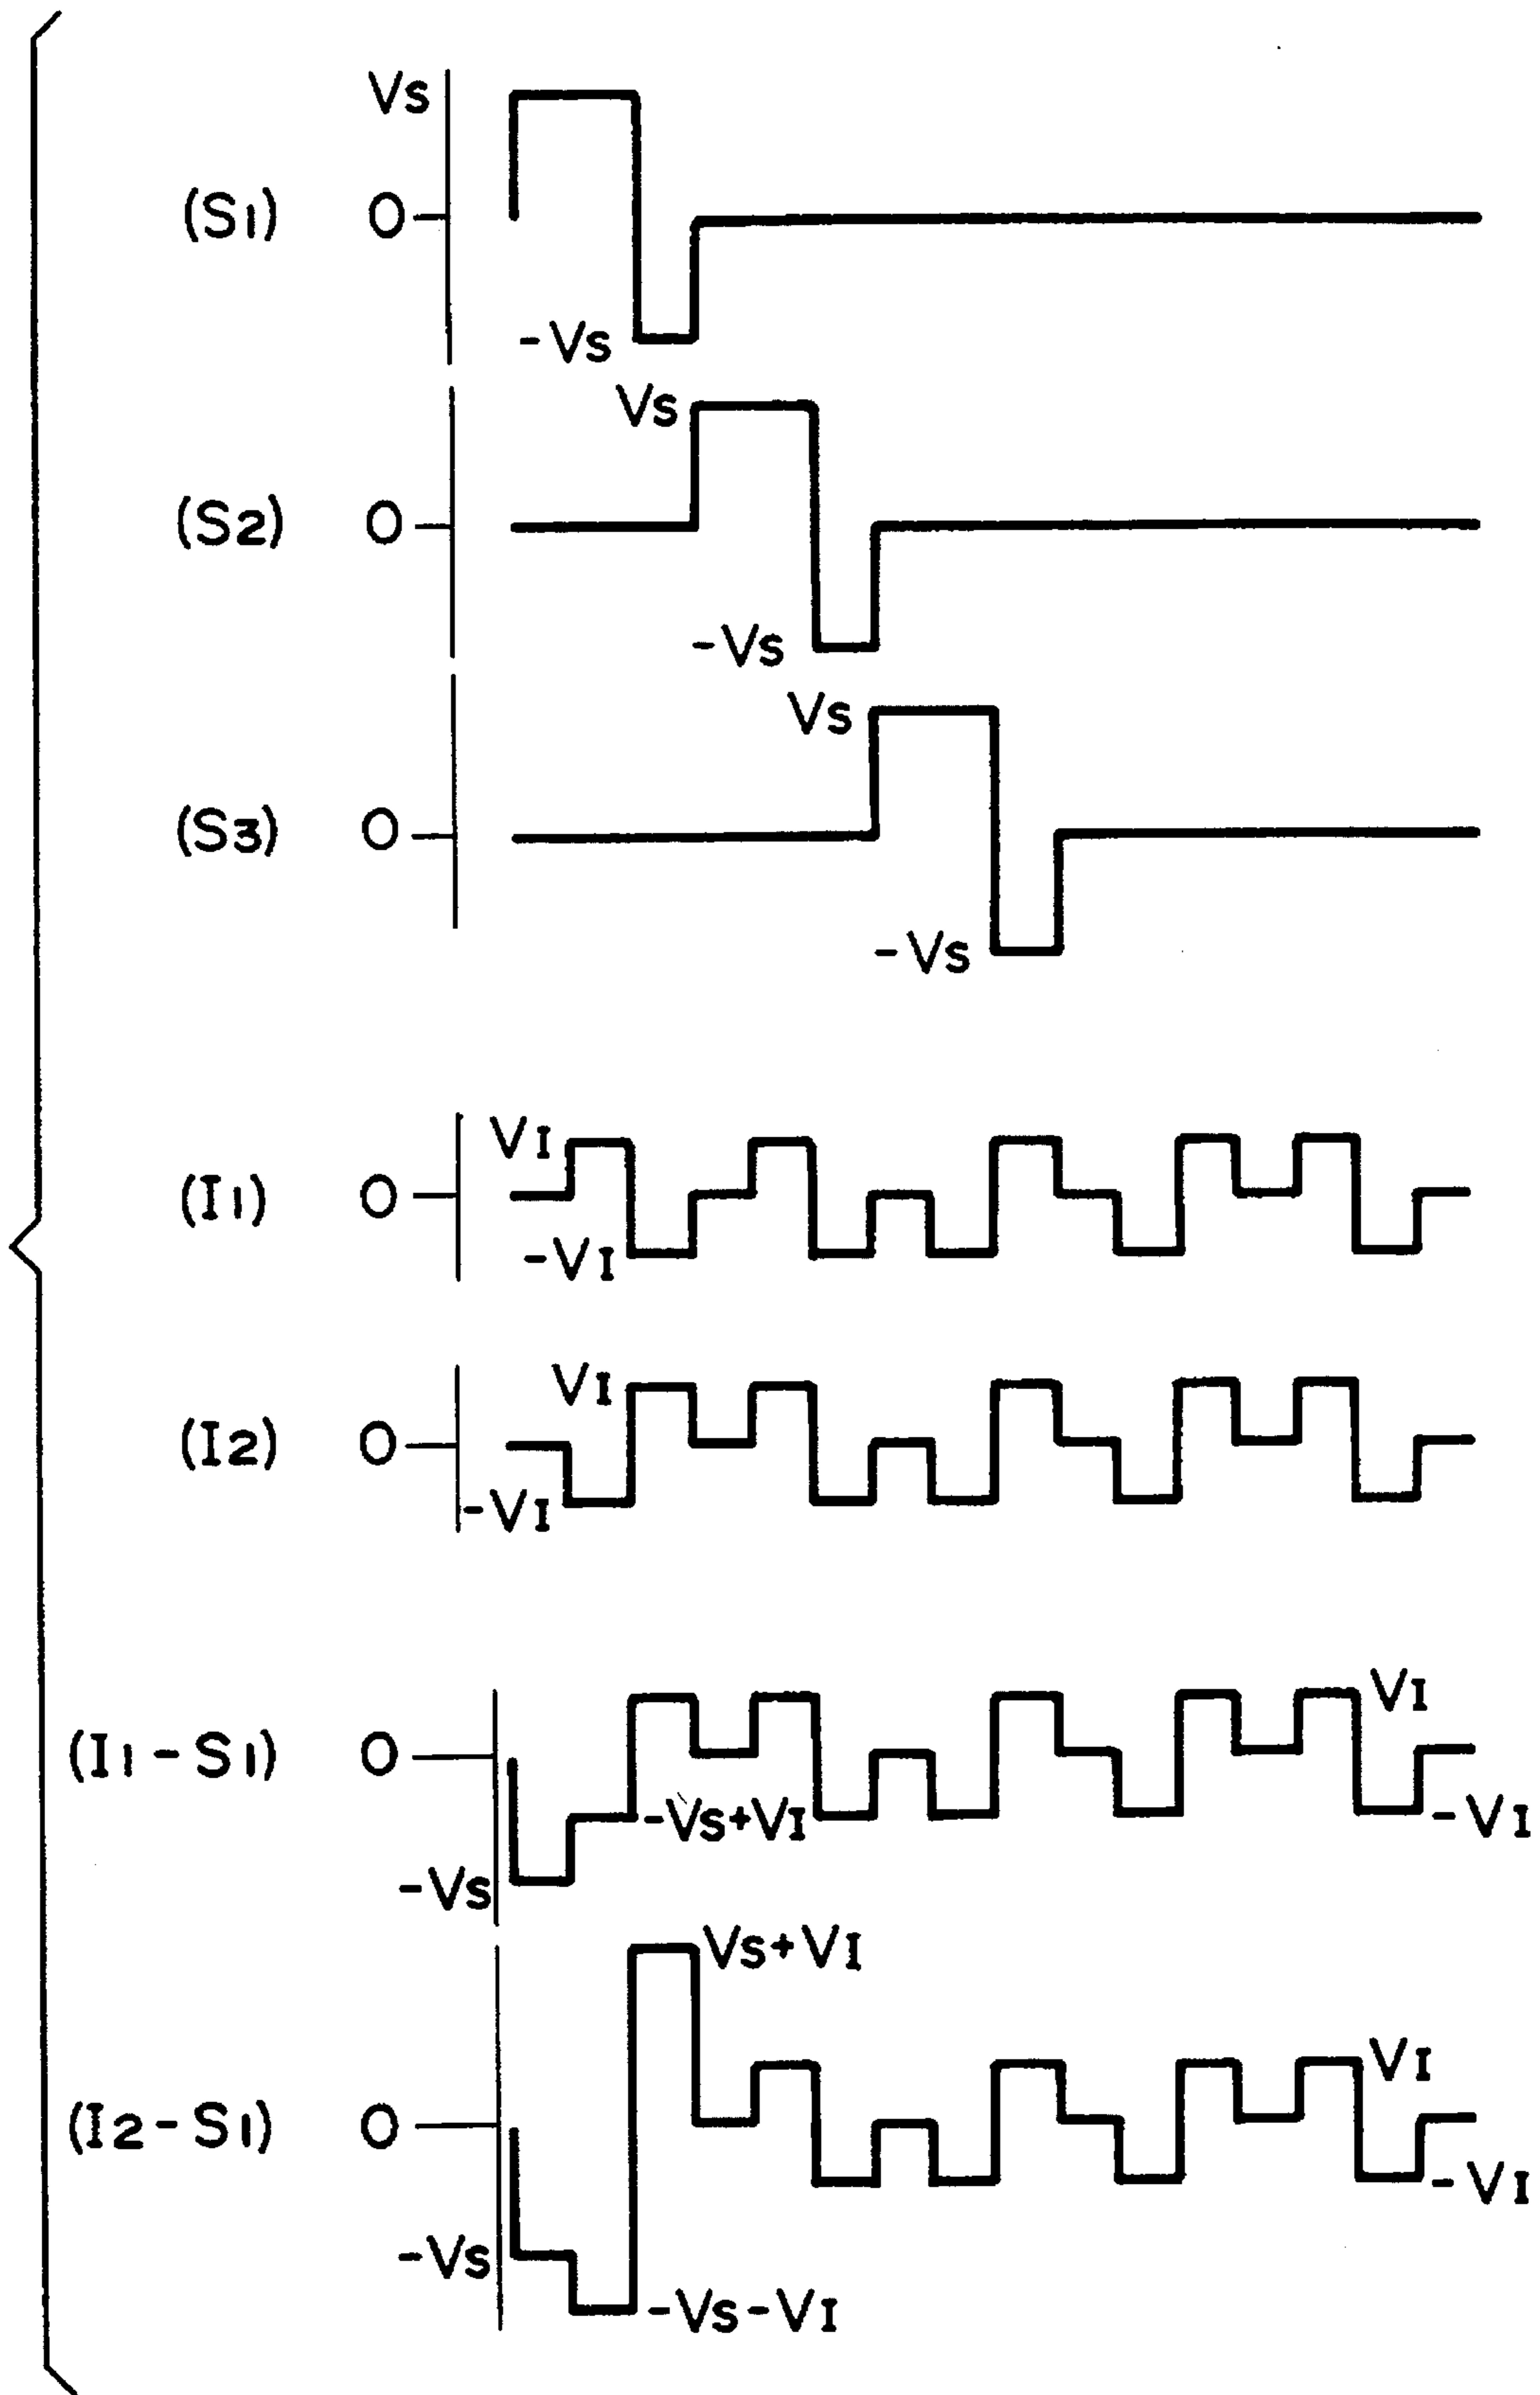 Vs
(S1) 0
-Vs
Vs
(S2) 0
-Vs
Vs
(S3) 0
-Vs
VI
(I1) 0
-VI
VI
(I2) 0
-VI
VI
(I1-S1) 0
-Vs+VI
-VI
-Vs
Vs+VI
VI
(I2-S1) 0
-VI
-Vs
-Vs-VI